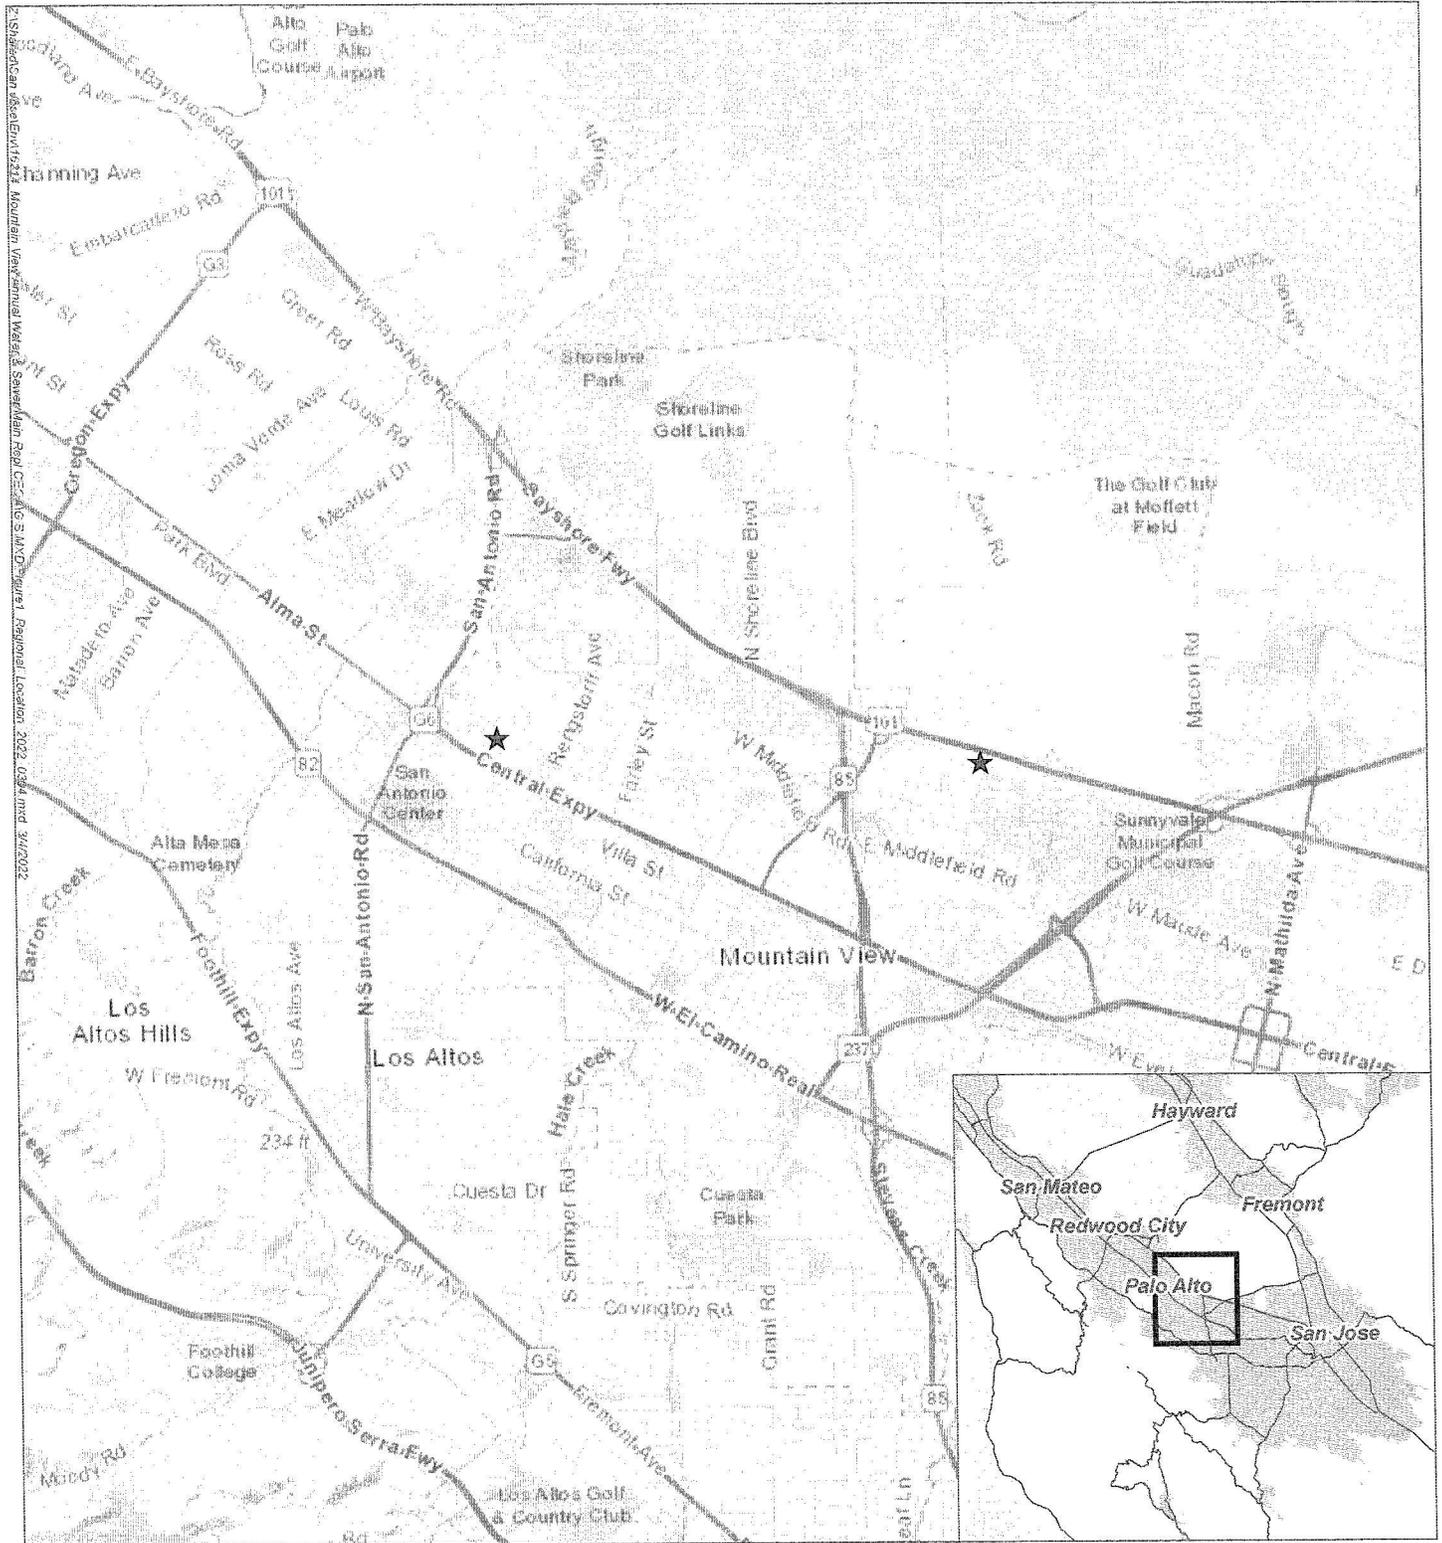 Alto
Golf
Course
Palo
Alto
Airport
E Bayshore Rd
Channing Ave
Embarcadero Rd
101
G3
Greer Rd
Ross Rd
W Bayshore Rd
Loma Verde Ave
Louis Rd
E Meadow Dr
Oregon Expy
Shoreline
Park
Shoreline
Golf Links
The Golf Club
at Moffett
Field
San Antonio Rd
Bayshore Fwy
N Shoreline Blvd
Park Blvd
Alma St
Matadero Ave
Barron Ave
Macon Rd
Rengstorff Ave
Farley St
G6
101
82
85
San
Antonio
Center
Central Expy
W Middlefield Rd
E Middlefield Rd
Villa St
California St
Sunnyvale
Municipal
Golf Course
Alta Mesa
Cemetery
Barron Creek
N San Antonio Rd
W Maude Ave
N Mathilda Ave
E D
Foothill Expy
Los Altos Ave
Mountain View
Los
Altos Hills
Los Altos
W El Camino Real
237
Central E
W Fremont Rd
Hale Creek
234 ft
eek
Cuesta Dr
S Springer Rd
Cuesta
Park
Stevens Creek
University Ave
Covington Rd
Grant Rd
Foothill
College
G5
85
Junipero Serra Fwy
Fremont Ave
Moody Rd
Los Altos Golf
& Country Club
Rd
Hayward
San Mateo
Fremont
Redwood City
Palo Alto
San Jose